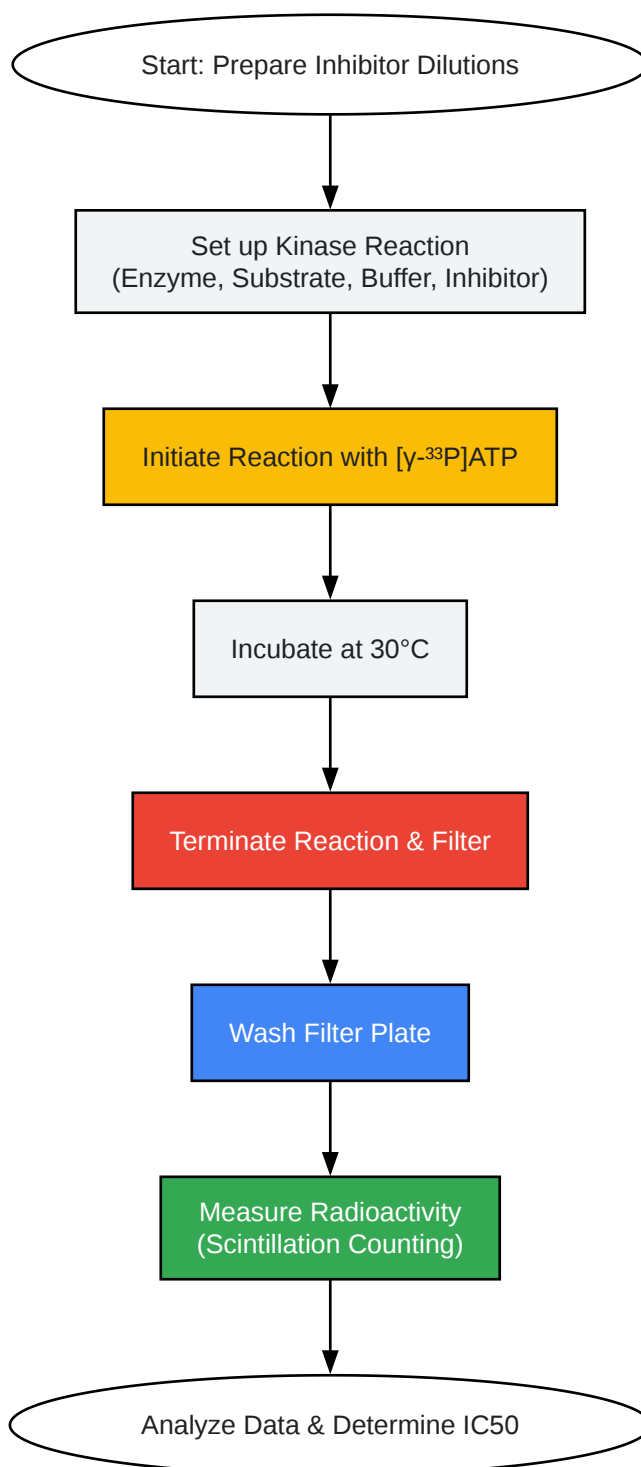 Start: Prepare Inhibitor Dilutions
Set up Kinase Reaction
(Enzyme, Substrate, Buffer, Inhibitor)
Initiate Reaction with [γ-³³P]ATP
Incubate at 30°C
Terminate Reaction & Filter
Wash Filter Plate
Measure Radioactivity
(Scintillation Counting)
Analyze Data & Determine IC50